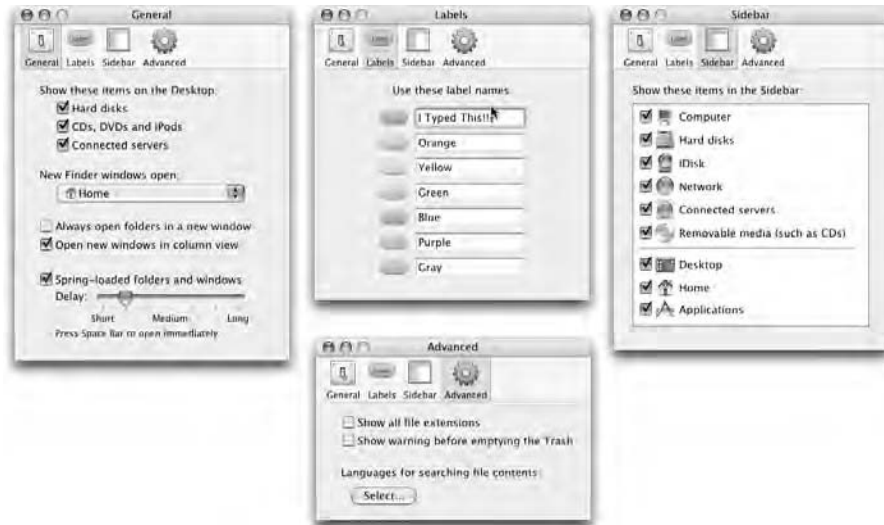 General
General Labels Sidebar Advanced
Show these items on the Desktop:
Hard disks
CDs, DVDs and iPods
Connected servers
New Finder windows open:
Home
Always open folders in a new window
Open new windows in column view
Spring-loaded folders and windows
Delay:
Short Medium Long
Press Space Bar to open immediately
Labels
General Labels Sidebar Advanced
Use these label names
I Typed This!!!
Orange
Yellow
Green
Blue
Purple
Gray
Advanced
General Labels Sidebar Advanced
Show all file extensions
Show warning before emptying the Trash
Languages for searching file contents:
Select...
Sidebar
General Labels Sidebar Advanced
Show these items in the Sidebar:
Computer
Hard disks
iDisk
Network
Connected servers
Removable media (such as CDs)
Desktop
Home
Applications